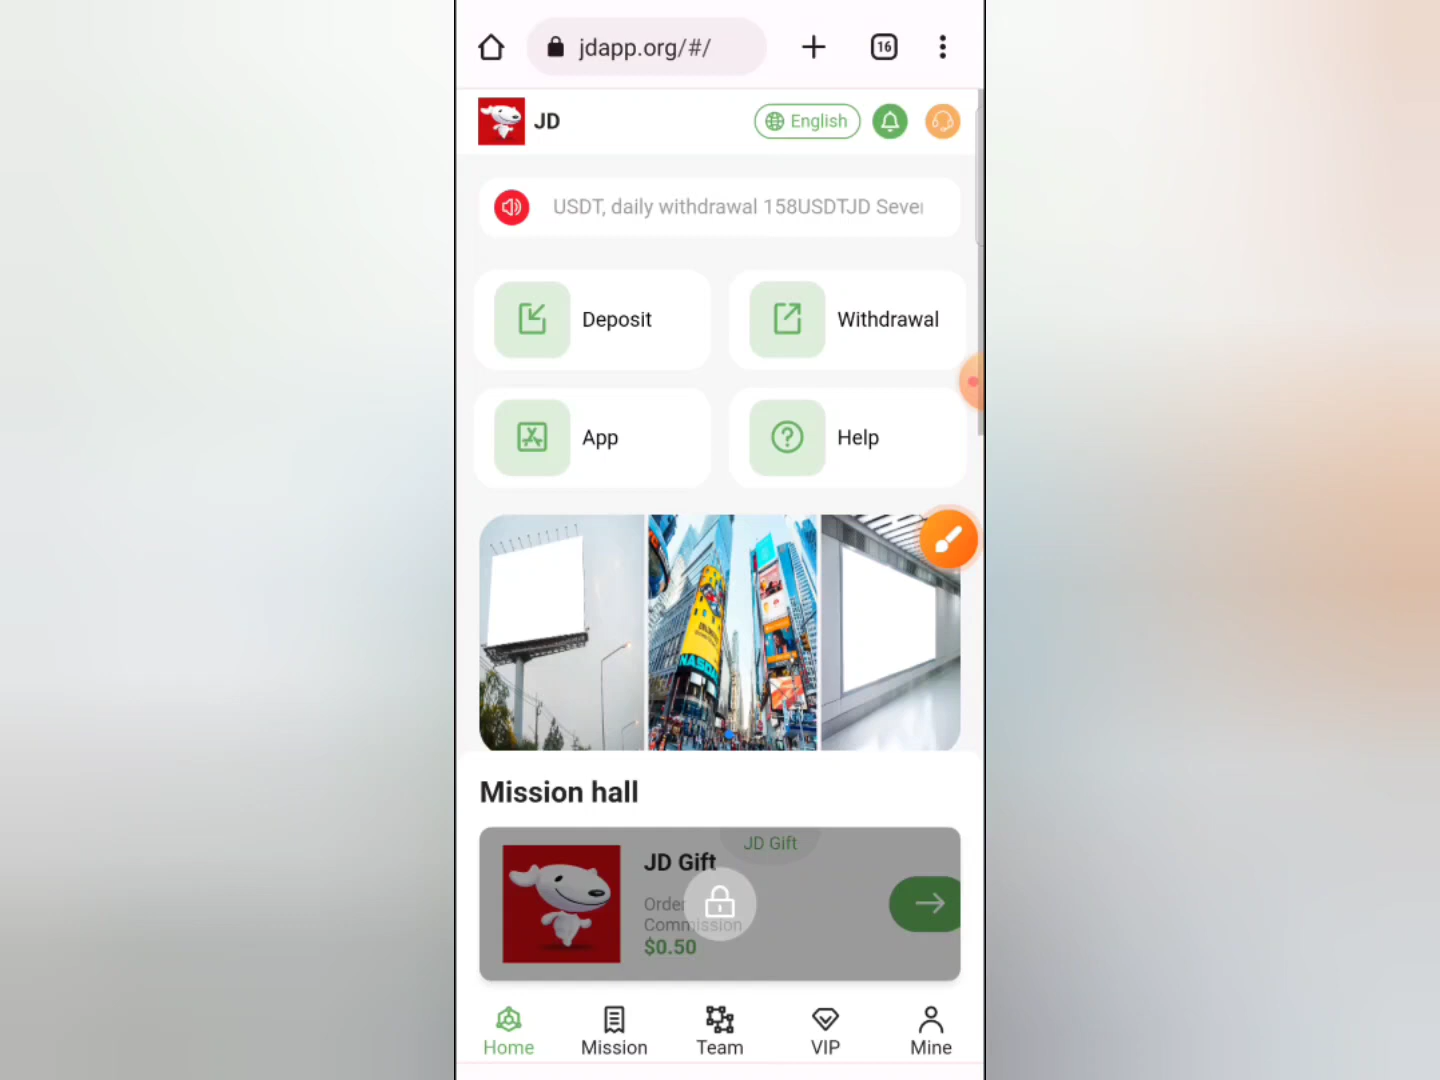 jdapp.org/#/
16
JD
English
USDT, daily withdrawal 158USDTJD Seve
Deposit
Withdrawal
App
Help
NASDA
Mission hall
JD Gift
JD Gift
Order
Commission
$0.50
Home
Mission
Team
VIP
Mine